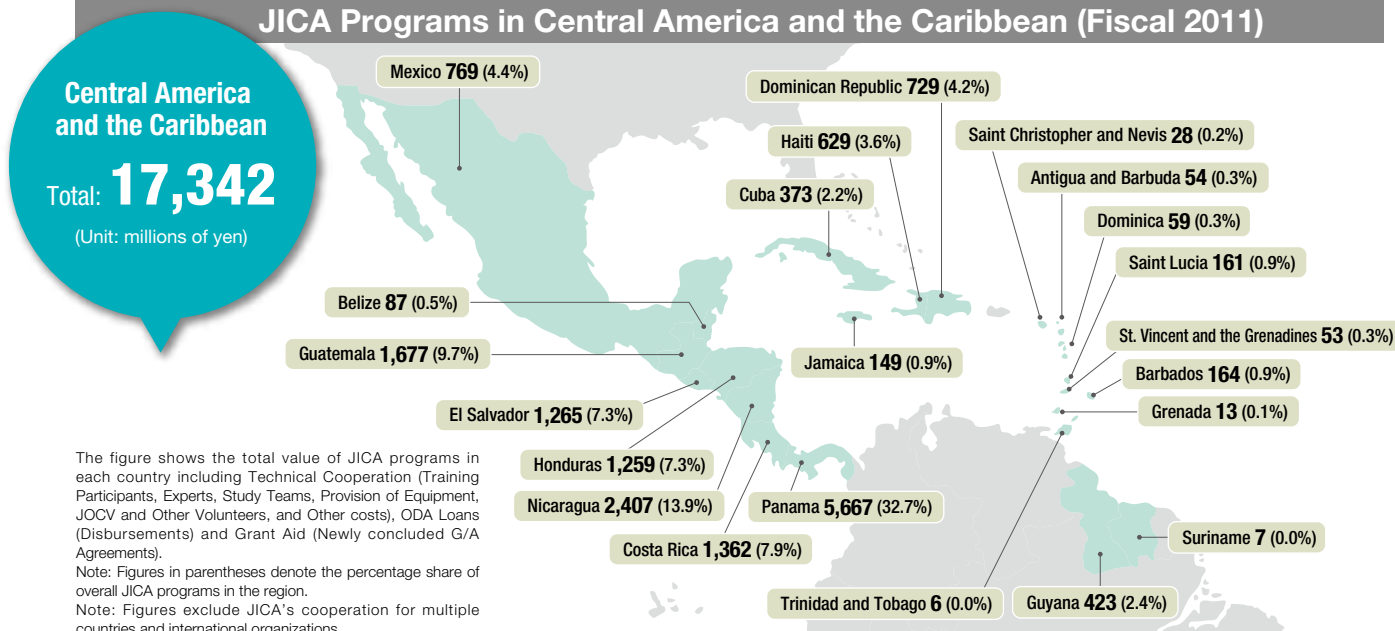 JICA Programs in Central America and the Caribbean (Fiscal 2011)
Central America
and the Caribbean
Total: 17,342
(Unit: millions of yen)
Mexico 769 (4.4%)
Dominican Republic 729 (4.2%)
Haiti 629 (3.6%)
Saint Christopher and Nevis 28 (0.2%)
Cuba 373 (2.2%)
Antigua and Barbuda 54 (0.3%)
Dominica 59 (0.3%)
Saint Lucia 161 (0.9%)
Belize 87 (0.5%)
St. Vincent and the Grenadines 53 (0.3%)
Guatemala 1,677 (9.7%)
Jamaica 149 (0.9%)
Barbados 164 (0.9%)
El Salvador 1,265 (7.3%)
Grenada 13 (0.1%)
Honduras 1,259 (7.3%)
Nicaragua 2,407 (13.9%)
Panama 5,667 (32.7%)
Costa Rica 1,362 (7.9%)
Suriname 7 (0.0%)
Trinidad and Tobago 6 (0.0%)
Guyana 423 (2.4%)
The figure shows the total value of JICA programs in
each country including Technical Cooperation (Training
Participants, Experts, Study Teams, Provision of Equipment,
JOCV and Other Volunteers, and Other costs), ODA Loans
(Disbursements) and Grant Aid (Newly concluded G/A
Agreements).
Note: Figures in parentheses denote the percentage share of
overall JICA programs in the region.
Note: Figures exclude JICA's cooperation for multiple
countries and international organizations.